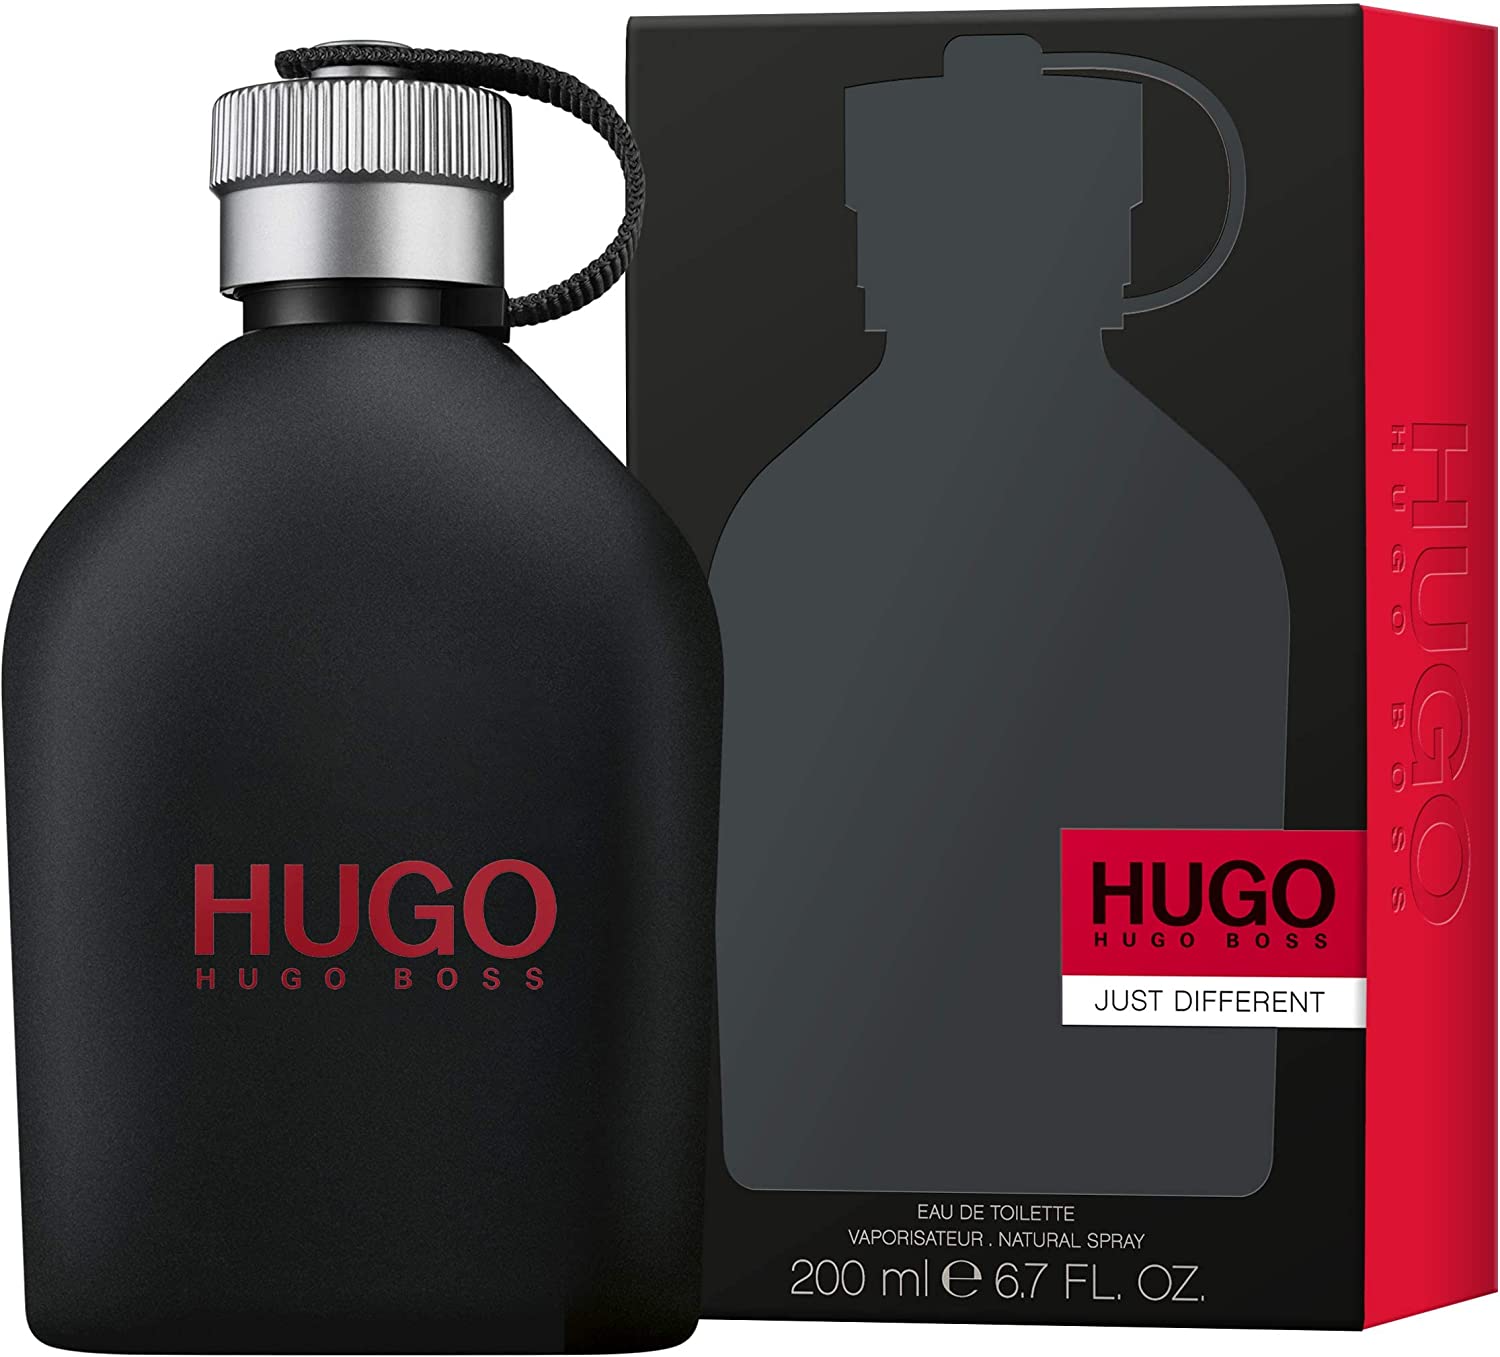 HUGO
HUGO BOSS
HUGO
HUGO BOSS
JUST DIFFERENT
EAU DE TOILETTE
VAPORISATEUR . NATURAL SPRAY
200 ml ℮ 6.7 FL. OZ.
HUGO
HUGO BOSS